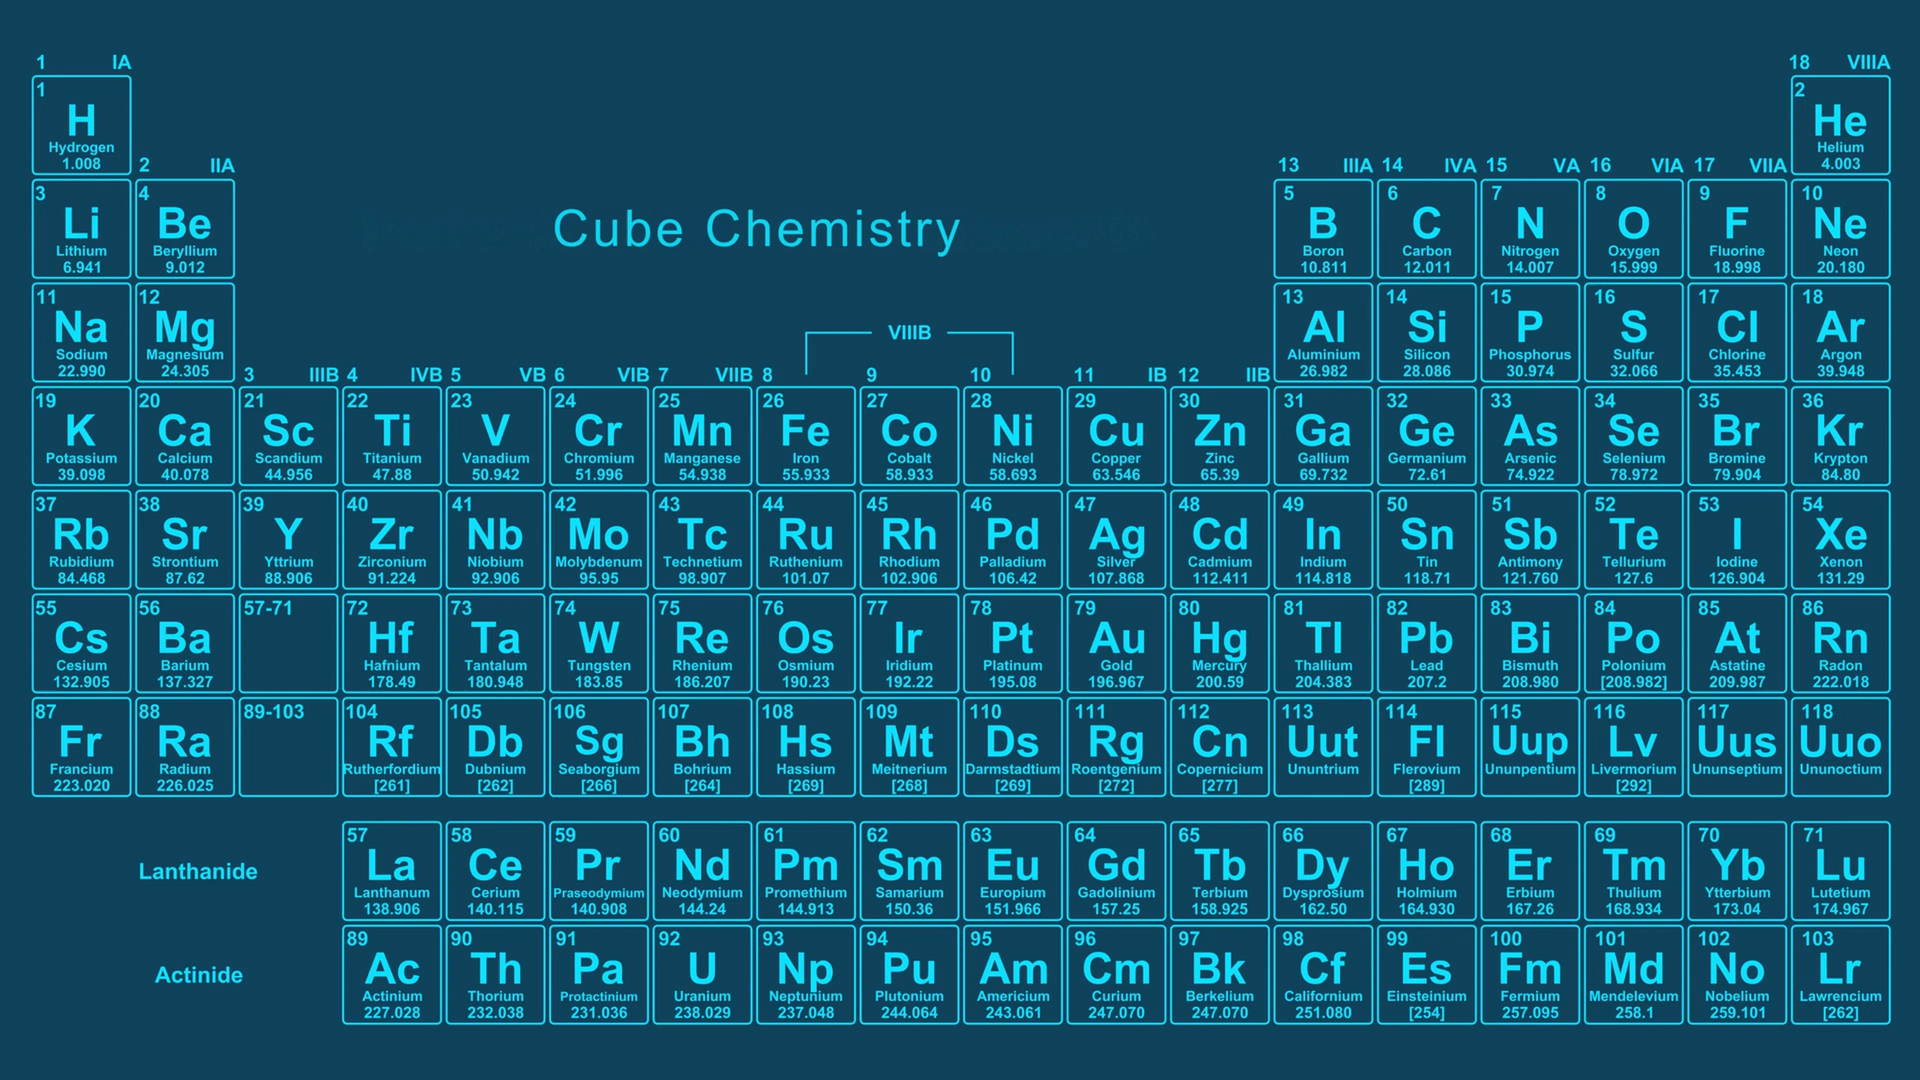 1 IA 18 VIIIA
1 H Hydrogen 1.008
2 He Helium 4.003
2 IIA 13 IIIA 14 IVA 15 VA 16 VIA 17 VIIA
3 Li Lithium 6.941
4 Be Beryllium 9.012
Cube Chemistry
5 B Boron 10.811
6 C Carbon 12.011
7 N Nitrogen 14.007
8 O Oxygen 15.999
9 F Fluorine 18.998
10 Ne Neon 20.180
11 Na Sodium 22.990
12 Mg Magnesium 24.305
13 Al Aluminium 26.982
14 Si Silicon 28.086
15 P Phosphorus 30.974
16 S Sulfur 32.066
17 Cl Chlorine 35.453
18 Ar Argon 39.948
VIIIB
3 IIIB 4 IVB 5 VB 6 VIB 7 VIIB 8 9 10 11 IB 12 IIB
19 K Potassium 39.098
20 Ca Calcium 40.078
21 Sc Scandium 44.956
22 Ti Titanium 47.88
23 V Vanadium 50.942
24 Cr Chromium 51.996
25 Mn Manganese 54.938
26 Fe Iron 55.933
27 Co Cobalt 58.933
28 Ni Nickel 58.693
29 Cu Copper 63.546
30 Zn Zinc 65.39
31 Ga Gallium 69.732
32 Ge Germanium 72.61
33 As Arsenic 74.922
34 Se Selenium 78.972
35 Br Bromine 79.904
36 Kr Krypton 84.80
37 Rb Rubidium 84.468
38 Sr Strontium 87.62
39 Y Yttrium 88.906
40 Zr Zirconium 91.224
41 Nb Niobium 92.906
42 Mo Molybdenum 95.95
43 Tc Technetium 98.907
44 Ru Ruthenium 101.07
45 Rh Rhodium 102.906
46 Pd Palladium 106.42
47 Ag Silver 107.868
48 Cd Cadmium 112.411
49 In Indium 114.818
50 Sn Tin 118.71
51 Sb Antimony 121.760
52 Te Tellurium 127.6
53 I Iodine 126.904
54 Xe Xenon 131.29
55 Cs Cesium 132.905
56 Ba Barium 137.327
57-71
72 Hf Hafnium 178.49
73 Ta Tantalum 180.948
74 W Tungsten 183.85
75 Re Rhenium 186.207
76 Os Osmium 190.23
77 Ir Iridium 192.22
78 Pt Platinum 195.08
79 Au Gold 196.967
80 Hg Mercury 200.59
81 Tl Thallium 204.383
82 Pb Lead 207.2
83 Bi Bismuth 208.980
84 Po Polonium [208.982]
85 At Astatine 209.987
86 Rn Radon 222.018
87 Fr Francium 223.020
88 Ra Radium 226.025
89-103
104 Rf Rutherfordium [261]
105 Db Dubnium [262]
106 Sg Seaborgium [266]
107 Bh Bohrium [264]
108 Hs Hassium [269]
109 Mt Meitnerium [268]
110 Ds Darmstadtium [269]
111 Rg Roentgenium [272]
112 Cn Copernicium [277]
113 Uut Ununtrium
114 Fl Flerovium [289]
115 Uup Ununpentium
116 Lv Livermorium [292]
117 Uus Ununseptium
118 Uuo Ununoctium
Lanthanide
57 La Lanthanum 138.906
58 Ce Cerium 140.115
59 Pr Praseodymium 140.908
60 Nd Neodymium 144.24
61 Pm Promethium 144.913
62 Sm Samarium 150.36
63 Eu Europium 151.966
64 Gd Gadolinium 157.25
65 Tb Terbium 158.925
66 Dy Dysprosium 162.50
67 Ho Holmium 164.930
68 Er Erbium 167.26
69 Tm Thulium 168.934
70 Yb Ytterbium 173.04
71 Lu Lutetium 174.967
Actinide
89 Ac Actinium 227.028
90 Th Thorium 232.038
91 Pa Protactinium 231.036
92 U Uranium 238.029
93 Np Neptunium 237.048
94 Pu Plutonium 244.064
95 Am Americium 243.061
96 Cm Curium 247.070
97 Bk Berkelium 247.070
98 Cf Californium 251.080
99 Es Einsteinium [254]
100 Fm Fermium 257.095
101 Md Mendelevium 258.1
102 No Nobelium 259.101
103 Lr Lawrencium [262]